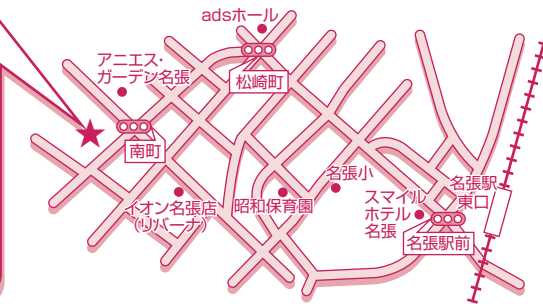 adsホール
アニエス・
ガーデン名張
松崎町
南町
イオン名張店
(リバーナ)
昭和保育園
名張小
スマイル
ホテル
名張
名張駅
東口
名張駅前